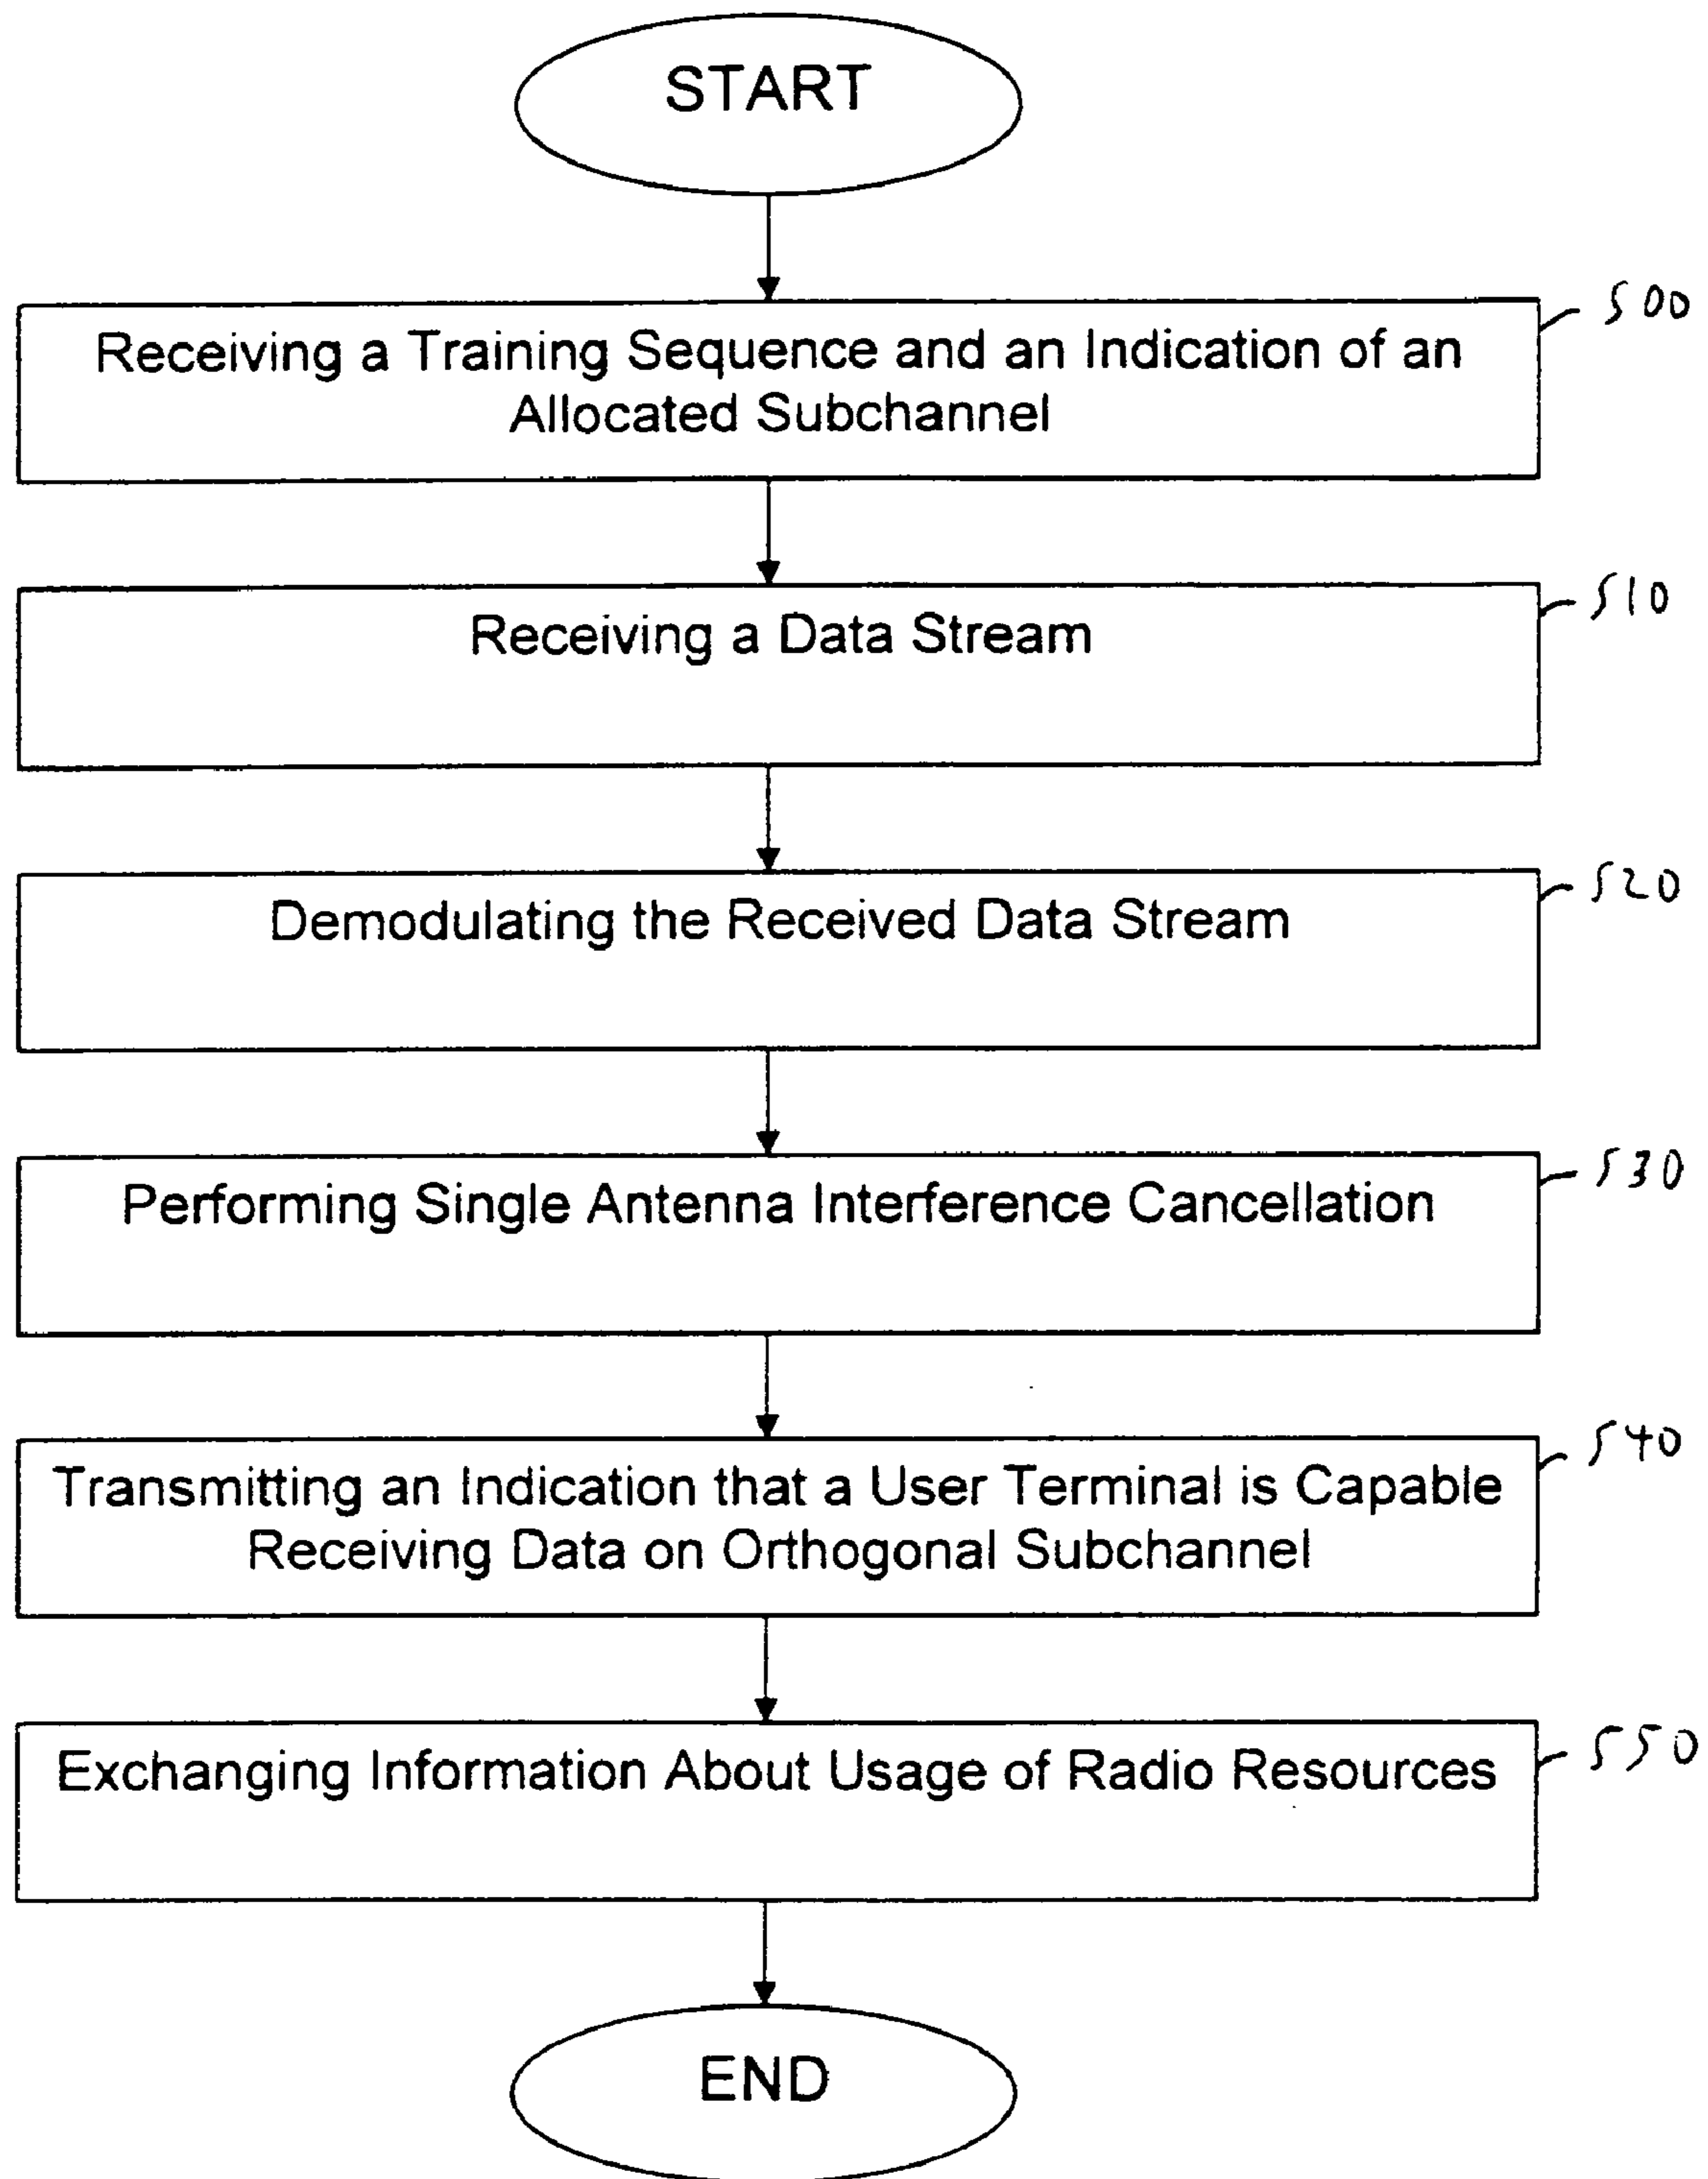 START
500
Receiving a Training Sequence and an Indication of an
Allocated Subchannel
510
Receiving a Data Stream
520
Demodulating the Received Data Stream
530
Performing Single Antenna Interference Cancellation
540
Transmitting an Indication that a User Terminal is Capable
Receiving Data on Orthogonal Subchannel
550
Exchanging Information About Usage of Radio Resources
END